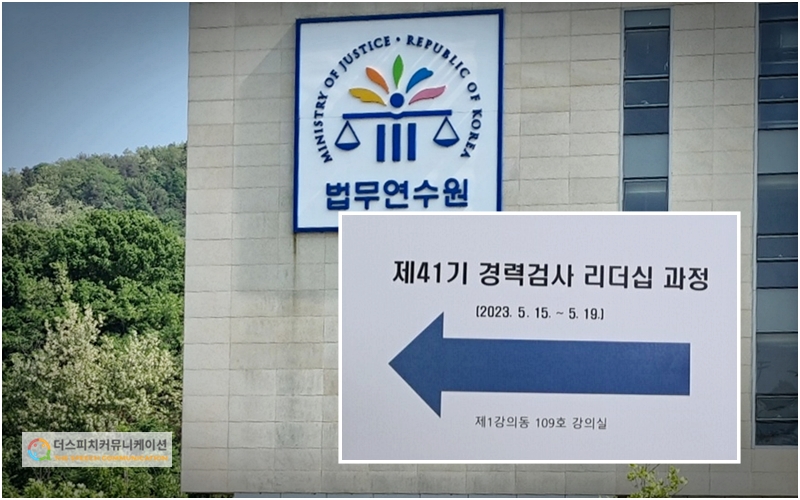 MINISTRY OF JUSTICE · REPUBLIC OF KOREA
법무연수원
제41기 경력검사 리더십 과정
(2023. 5. 15. ~ 5. 19.)
제1강의동 109호 강의실
더스피치커뮤니케이션